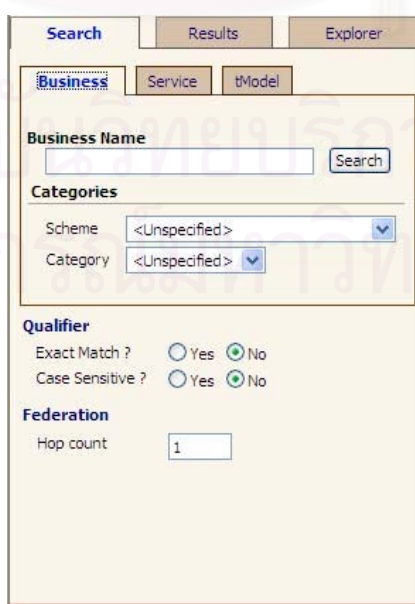 Search Results Explorer
Business Service tModel
Business Name
Search
Categories
Scheme <Unspecified>
Category <Unspecified>
Qualifier
Exact Match ? Yes No
Case Sensitive ? Yes No
Federation
Hop count 1